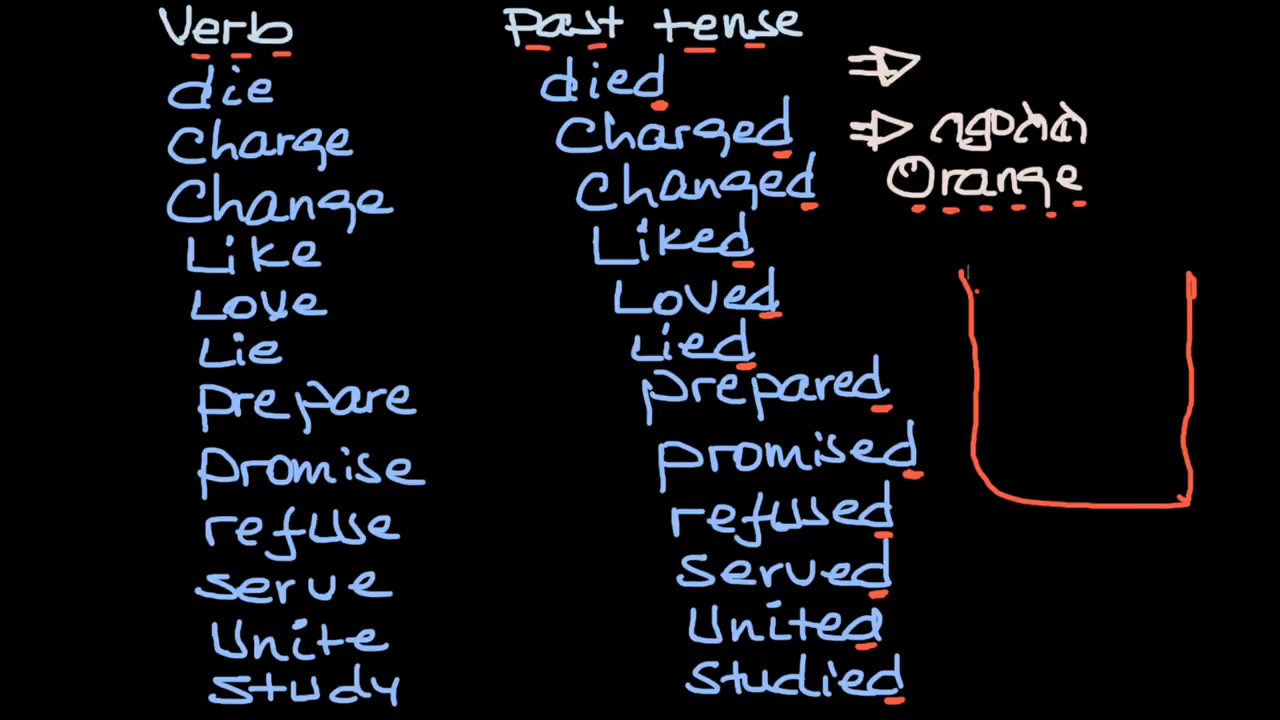 Verb Past tense
die died
Charge Charged
Change Changed Orange
Like Liked
Love Loved
Lie Lied
prepare prepared
promise promised
refuse refused
serve served
Unite United
Study Studied